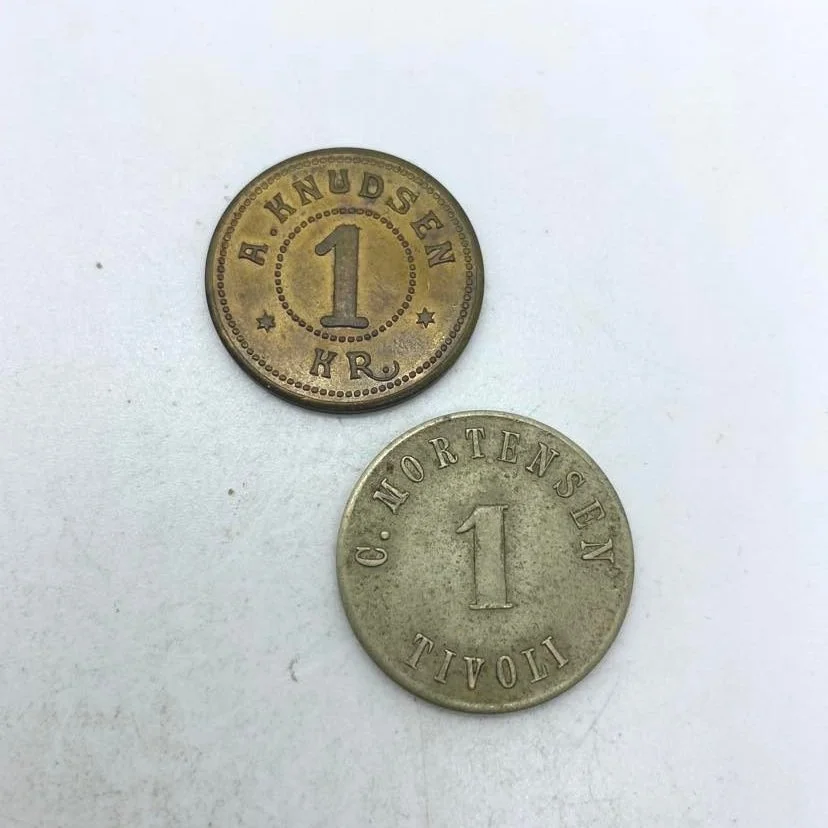 A. KNUDSEN
1
KR.
C. MORTENSEN
1
TIVOLI